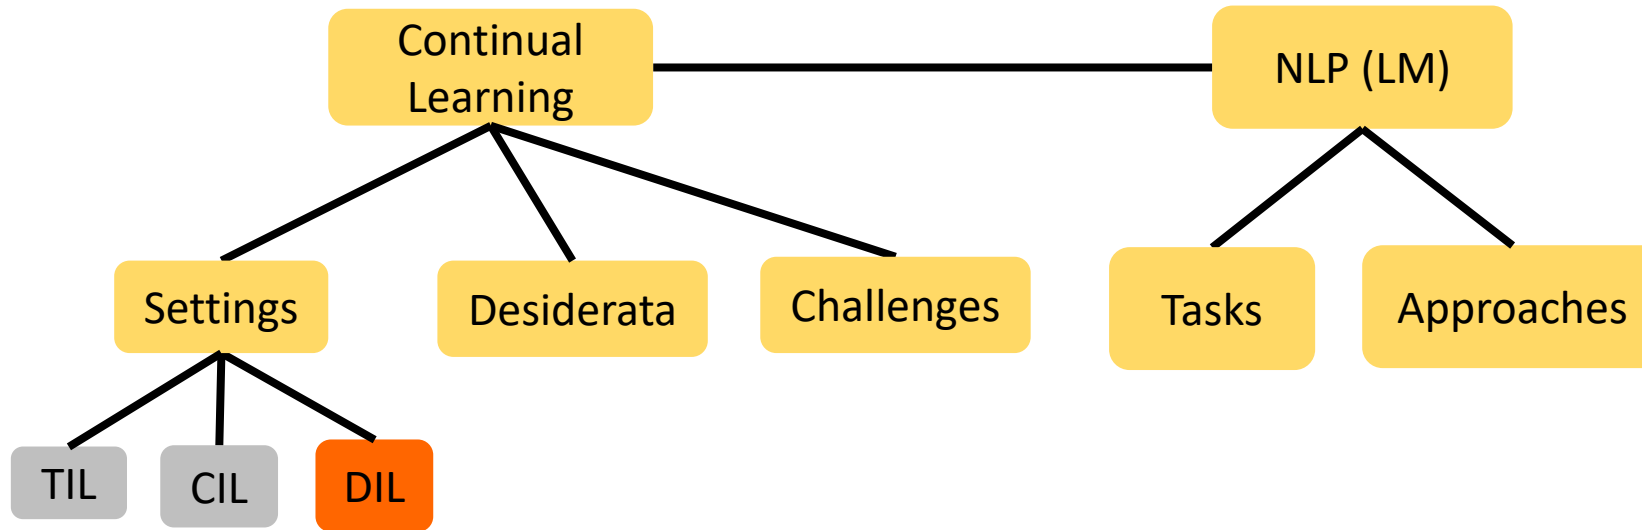 Continual
Learning
NLP (LM)
Settings
Desiderata
Challenges
Tasks
Approaches
TIL
CIL
DIL